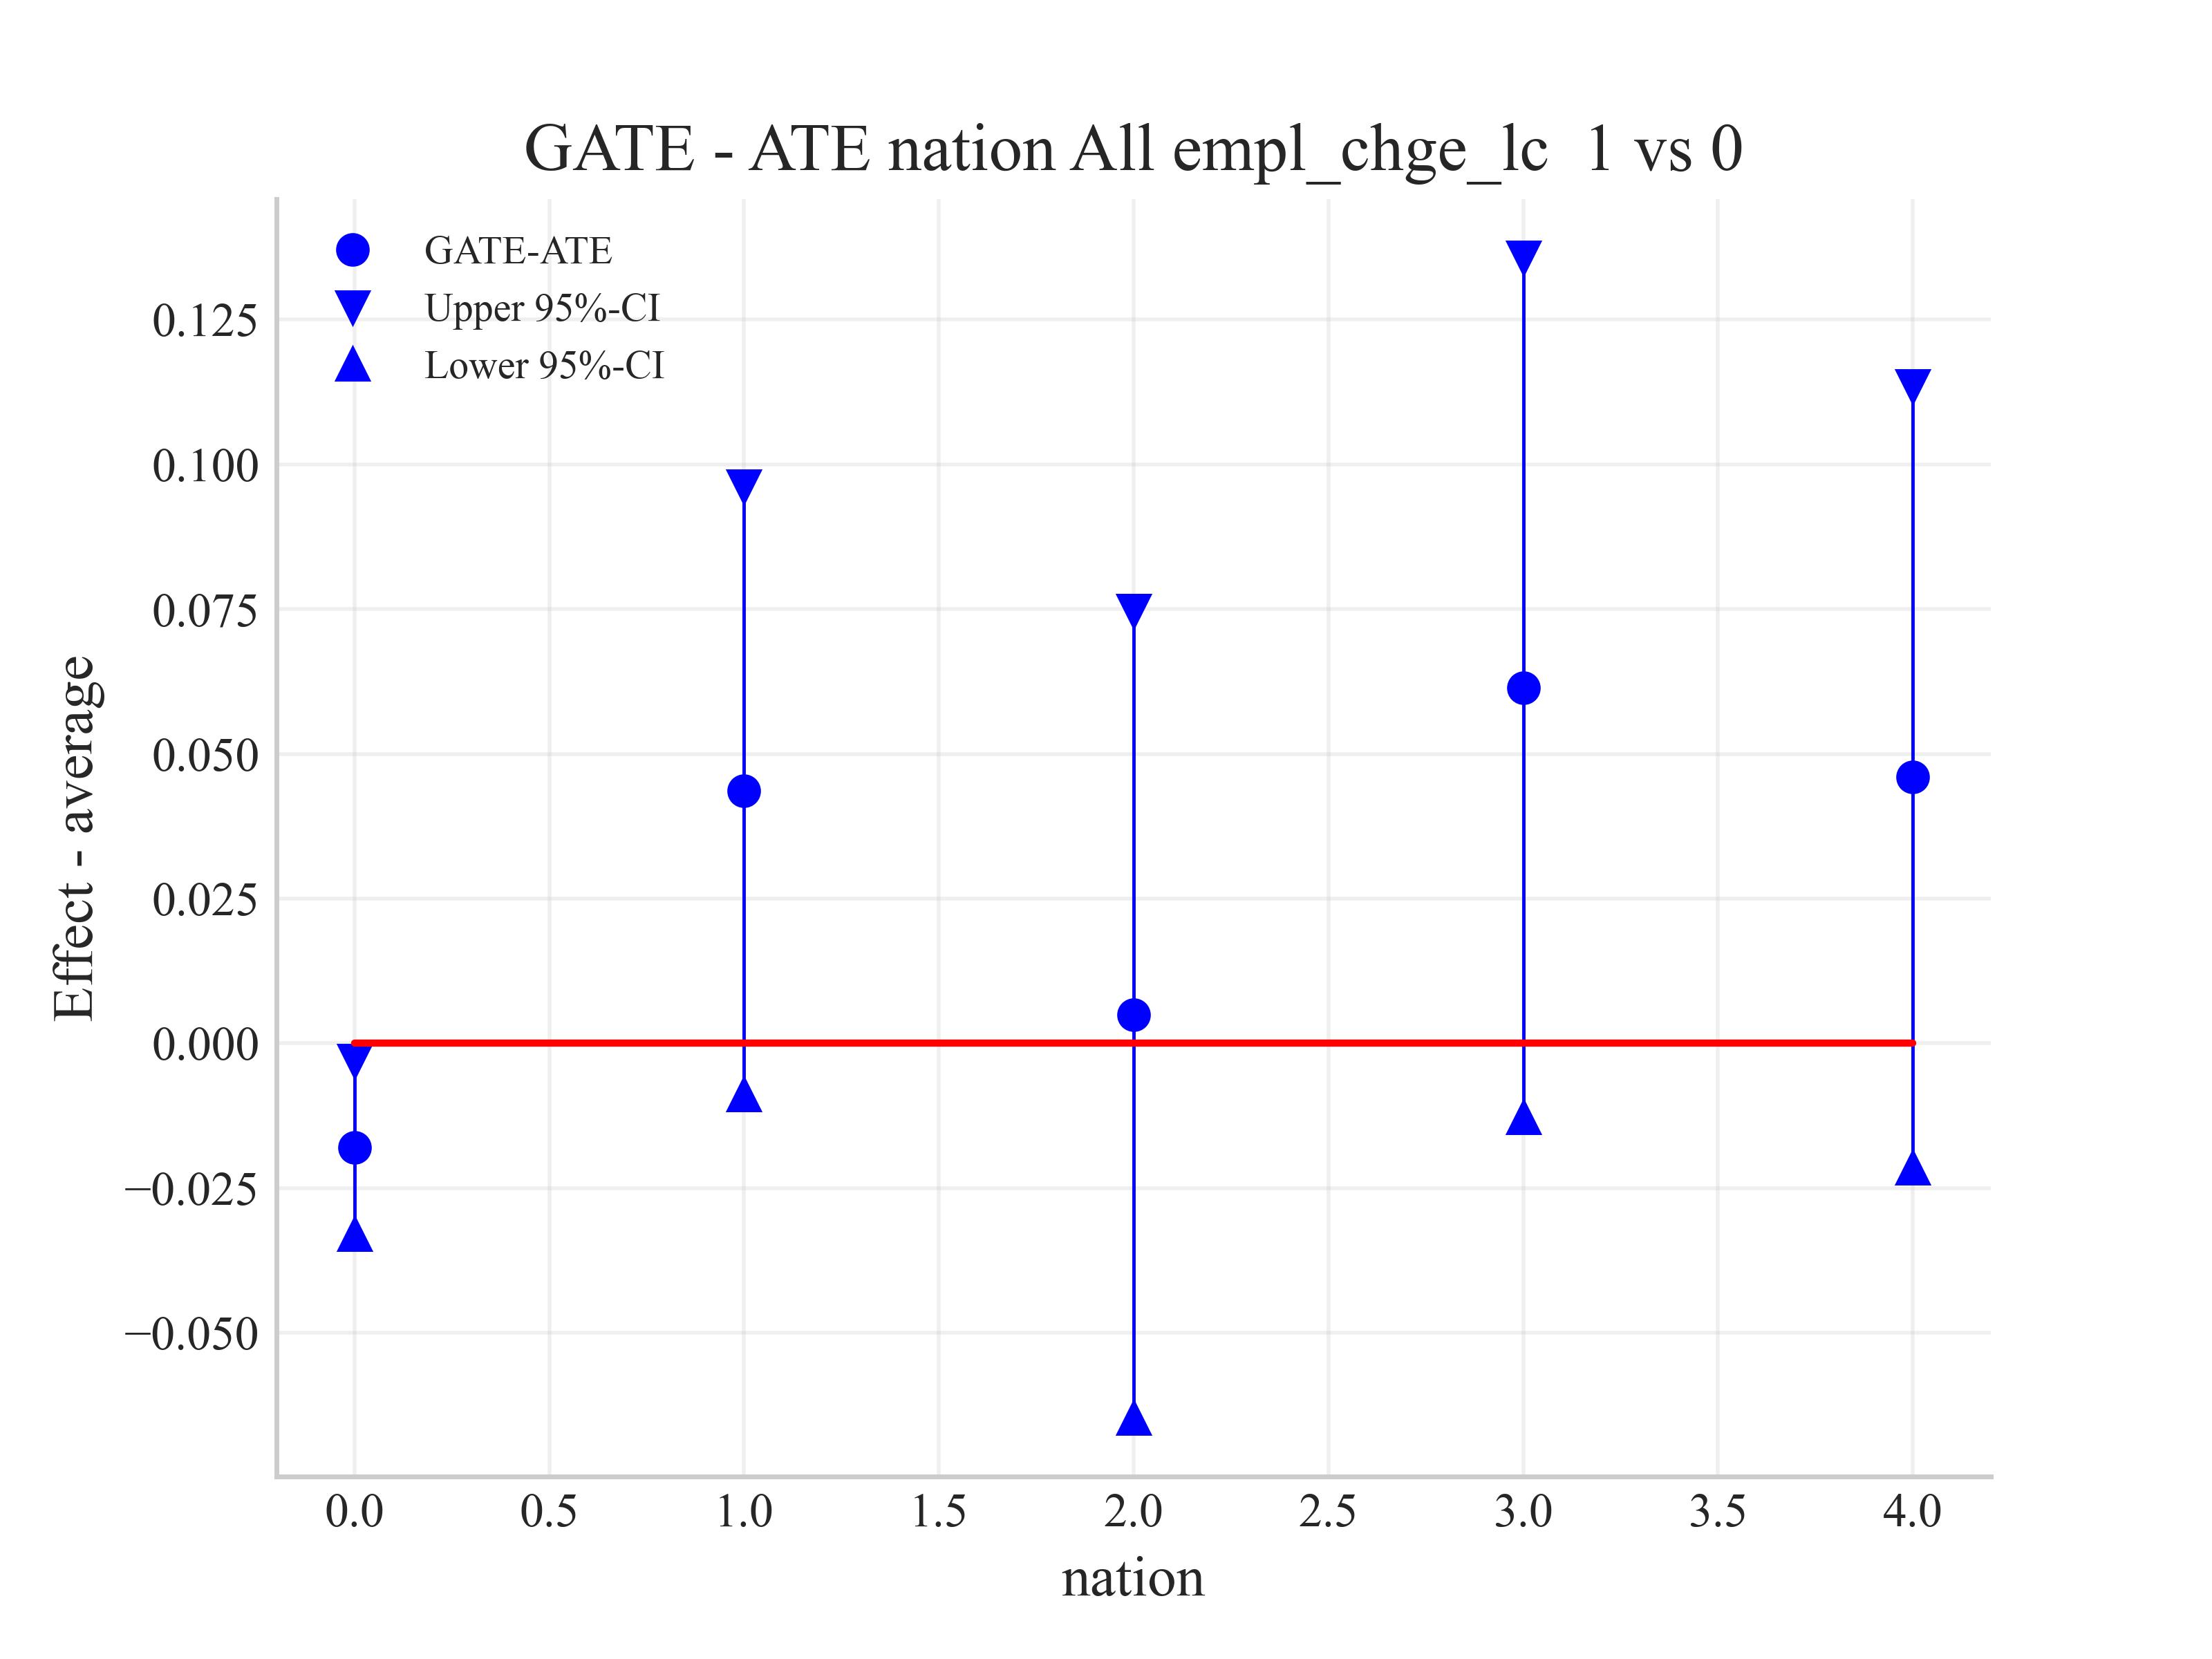 GATE - ATE nation All empl_chge_lc 1 vs 0
GATE-ATE
Upper 95%-CI
Lower 95%-CI
0.125
0.100
0.075
0.050
0.025
0.000
−0.025
−0.050
Effect - average
0.0 0.5 1.0 1.5 2.0 2.5 3.0 3.5 4.0
nation